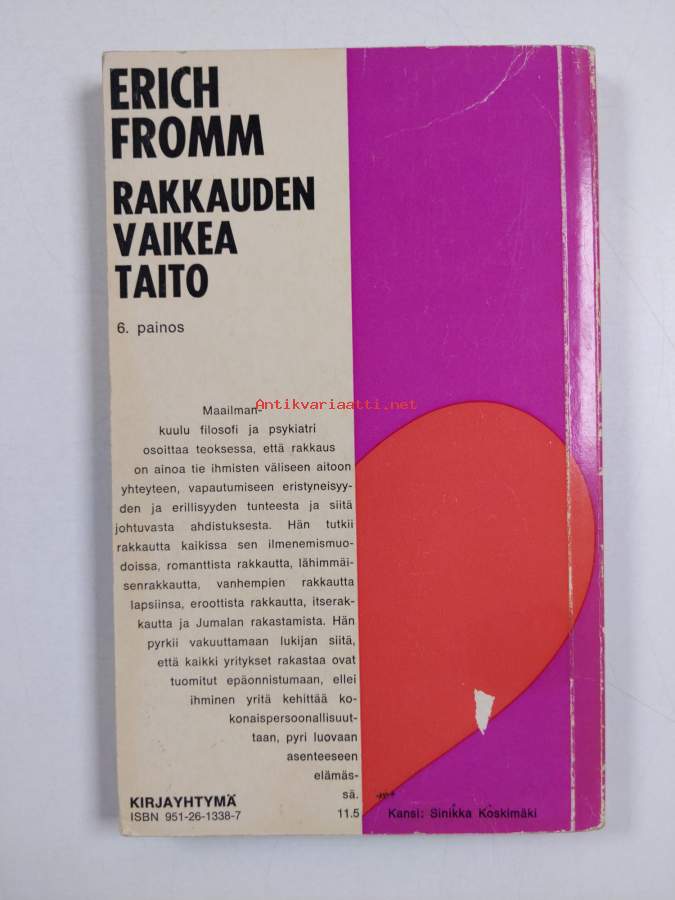 ERICH
FROMM
RAKKAUDEN
VAIKEA
TAITO
6. painos
Antikvariaatti.net
Maailman-
kuulu filosofi ja psykiatri
osoittaa teoksessa, että rakkaus
on ainoa tie ihmisten väliseen aitoon
yhteyteen, vapautumiseen eristyneisyy-
den ja erillisyyden tunteesta ja siitä
johtuvasta ahdistuksesta. Hän tutkii
rakkautta kaikissa sen ilmenemismuo-
doissa, romanttista rakkautta, lähimmäi-
senrakkautta, vanhempien rakkautta
lapsiinsa, eroottista rakkautta, itserak-
kautta ja Jumalan rakastamista. Hän
pyrkii vakuuttamaan lukijan siitä,
että kaikki yritykset rakastaa ovat
tuomitut epäonnistumaan, ellei
ihminen yritä kehittää ko-
konaispersoonallisuut-
taan, pyri luovaan
asenteeseen
elämäs-
sä.
KIRJAYHTYMÄ
ISBN 951-26-1338-7
11.5
Kansi: Sinikka Koskimäki